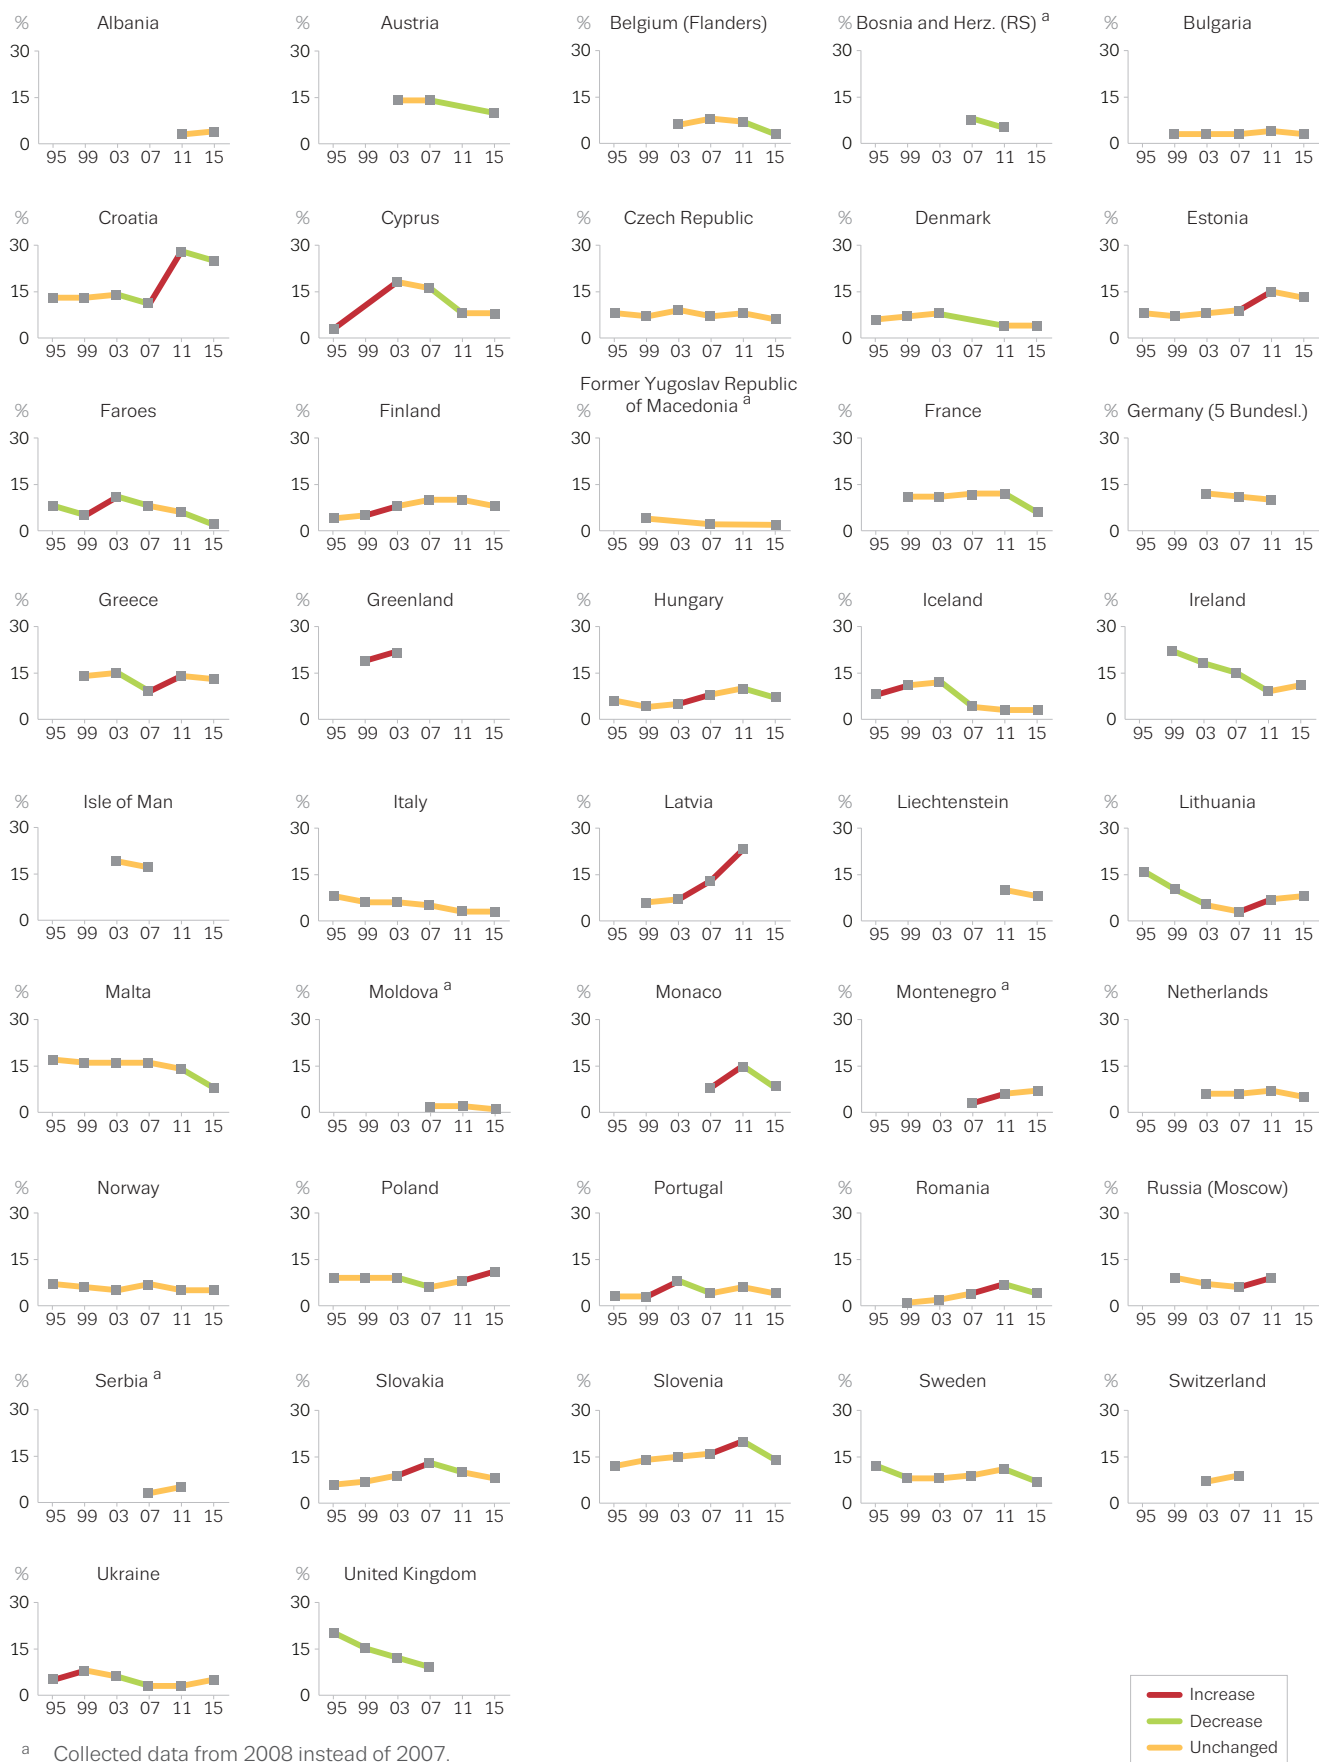 % Albania % Austria % Belgium (Flanders) % Bosnia and Herz. (RS) a % Bulgaria
30 30 30 30 30
15 15 15 15 15
0 0 0 0 0
95 99 03 07 11 15 95 99 03 07 11 15 95 99 03 07 11 15 95 99 03 07 11 15 95 99 03 07 11 15
% Croatia % Cyprus % Czech Republic % Denmark % Estonia
30 30 30 30 30
15 15 15 15 15
0 0 0 0 0
95 99 03 07 11 15 95 99 03 07 11 15 95 99 03 07 11 15 95 99 03 07 11 15 95 99 03 07 11 15
Former Yugoslav Republic
% Faroes % Finland % of Macedonia a % France % Germany (5 Bundesl.)
30 30 30 30 30
15 15 15 15 15
0 0 0 0 0
95 99 03 07 11 15 95 99 03 07 11 15 95 99 03 07 11 15 95 99 03 07 11 15 95 99 03 07 11 15
% Greece % Greenland % Hungary % Iceland % Ireland
30 30 30 30 30
15 15 15 15 15
0 0 0 0 0
95 99 03 07 11 15 95 99 03 07 11 15 95 99 03 07 11 15 95 99 03 07 11 15 95 99 03 07 11 15
% Isle of Man % Italy % Latvia % Liechtenstein % Lithuania
30 30 30 30 30
15 15 15 15 15
0 0 0 0 0
95 99 03 07 11 15 95 99 03 07 11 15 95 99 03 07 11 15 95 99 03 07 11 15 95 99 03 07 11 15
% Malta % Moldova a % Monaco % Montenegro a % Netherlands
30 30 30 30 30
15 15 15 15 15
0 0 0 0 0
95 99 03 07 11 15 95 99 03 07 11 15 95 99 03 07 11 15 95 99 03 07 11 15 95 99 03 07 11 15
% Norway % Poland % Portugal % Romania % Russia (Moscow)
30 30 30 30 30
15 15 15 15 15
0 0 0 0 0
95 99 03 07 11 15 95 99 03 07 11 15 95 99 03 07 11 15 95 99 03 07 11 15 95 99 03 07 11 15
% Serbia a % Slovakia % Slovenia % Sweden % Switzerland
30 30 30 30 30
15 15 15 15 15
0 0 0 0 0
95 99 03 07 11 15 95 99 03 07 11 15 95 99 03 07 11 15 95 99 03 07 11 15 95 99 03 07 11 15
% Ukraine % United Kingdom
30 30
15 15
0 0
95 99 03 07 11 15 95 99 03 07 11 15
Increase
Decrease
Unchanged
a Collected data from 2008 instead of 2007.